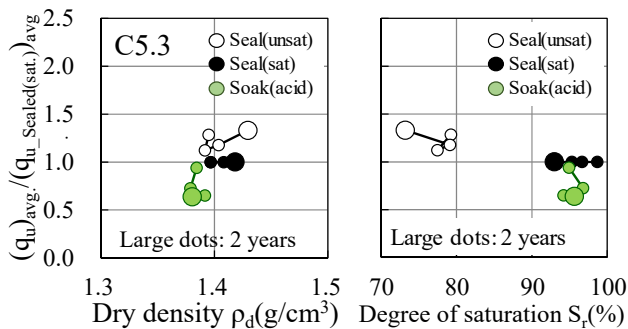 (q_u)_avg./(q_u_Sealed(sat.))_avg
2.5
2.0
1.5
1.0
0.5
0.0
C5.3
Seal(unsat)
Seal(sat)
Soak(acid)
Large dots: 2 years
1.3 1.4 1.5
Dry density ρ_d(g/cm³)
Seal(unsat)
Seal(sat)
Soak(acid)
Large dots: 2 years
70 80 90 100
Degree of saturation S_r(%)